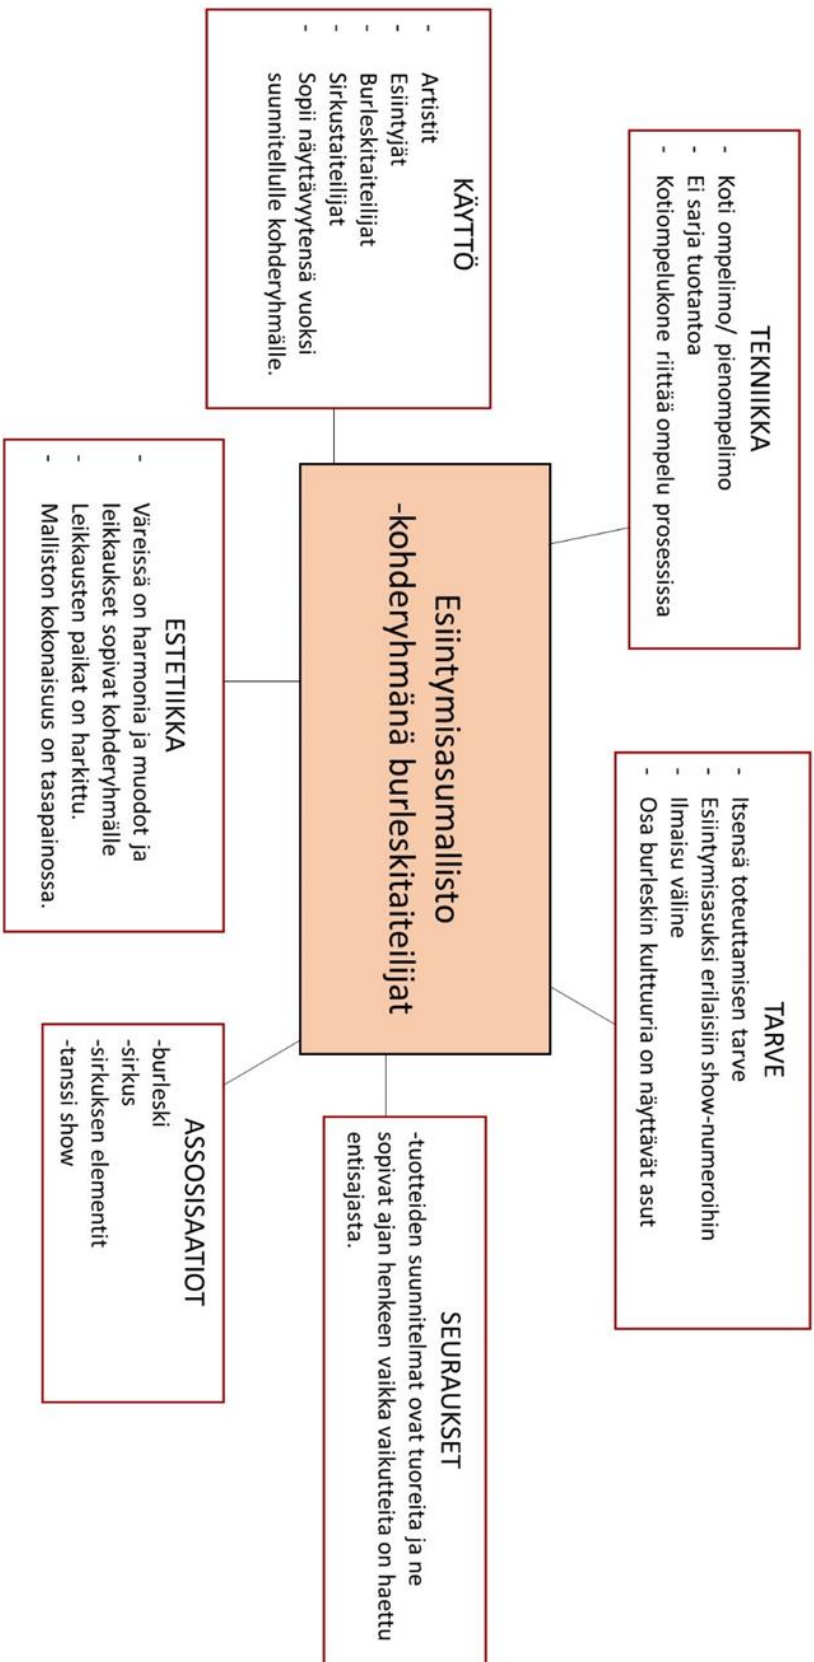 TEKNIIKKA
- Koti ompelimo/ pienompelimo
- Ei sarja tuotantoa
- Kotiompelukone riittää ompelu prosessissa
TARVE
- Itsensä toteuttamisen tarve
- Esiintymisasuksi erilaisiin show-numeroihin
- Ilmaisu väline
- Osa burleskin kulttuuria on näyttävät asut
KÄYTTÖ
- Artistit
- Esiintyjät
- Burleskitaiteilijat
- Sirkustaiteilijat
- Sopii näyttävyytensä vuoksi
suunnitellulle kohderyhmälle.
Esiintymisasumallisto
-kohderyhmänä burleskitaiteilijat
SEURAUKSET
-tuotteiden suunnitelmat ovat tuoreita ja ne
sopivat ajan henkeen vaikka vaikutteita on haettu
entisajasta.
ESTETIIKKA
- Väreissä on harmonia ja muodot ja
leikkaukset sopivat kohderyhmälle
- Leikkausten paikat on harkittu.
- Malliston kokonaisuus on tasapainossa.
ASSOSISAATIOT
-burleski
-sirkus
-sirkuksen elementit
-tanssi show